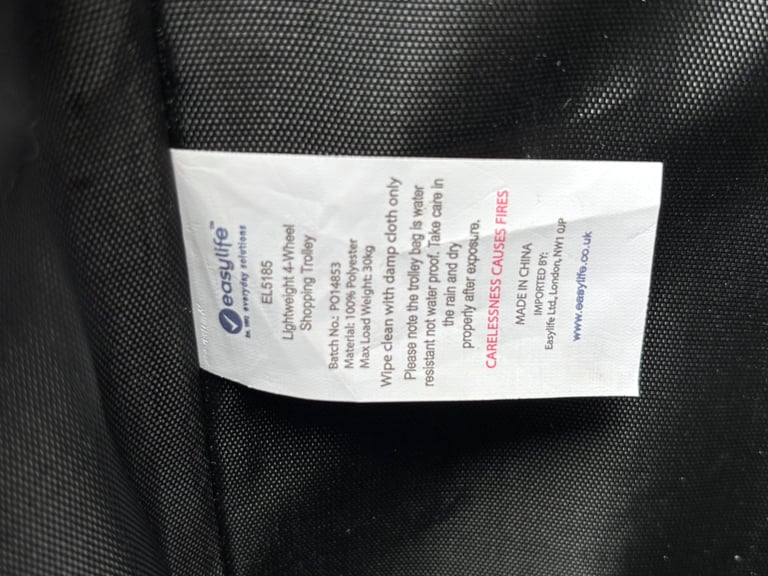 easylife™
Est. 1992 everyday solutions
EL5185
Lightweight 4-Wheel
Shopping Trolley
Batch No.: PO14853
Material: 100% Polyester
Max Load Weight: 30kg
Wipe clean with damp cloth only
Please note the trolley bag is water
resistant not water proof. Take care in
the rain and dry
properly after exposure.
CARELESSNESS CAUSES FIRES
MADE IN CHINA
IMPORTED BY:
Easylife Ltd., London, NW1 0JP
www.easylife.co.uk